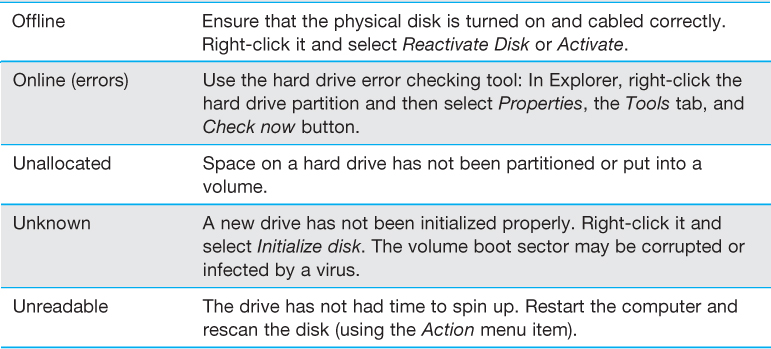 Offline
Ensure that the physical disk is turned on and cabled correctly.
Right-click it and select Reactivate Disk or Activate.
Online (errors)
Use the hard drive error checking tool: In Explorer, right-click the
hard drive partition and then select Properties, the Tools tab, and
Check now button.
Unallocated
Space on a hard drive has not been partitioned or put into a
volume.
Unknown
A new drive has not been initialized properly. Right-click it and
select Initialize disk. The volume boot sector may be corrupted or
infected by a virus.
Unreadable
The drive has not had time to spin up. Restart the computer and
rescan the disk (using the Action menu item).